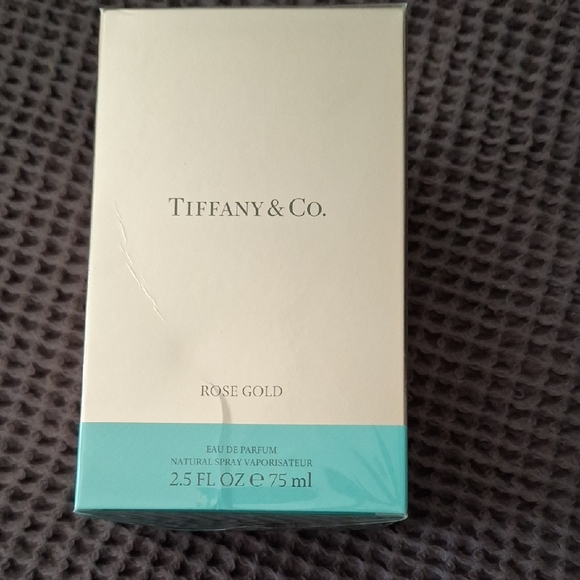 TIFFANY & CO.
ROSE GOLD
EAU DE PARFUM
NATURAL SPRAY VAPORISATEUR
2.5 FL OZ ℮ 75 ml